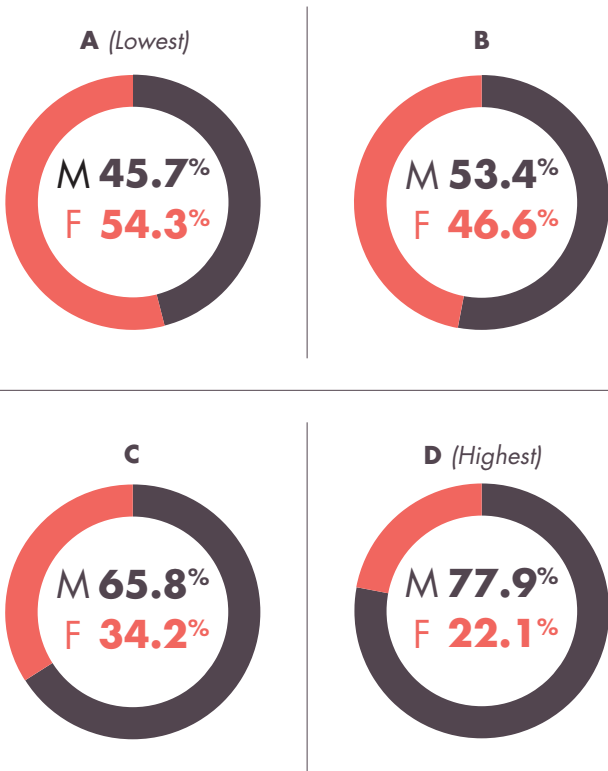 A (Lowest)
M 45.7%
F 54.3%
B
M 53.4%
F 46.6%
C
M 65.8%
F 34.2%
D (Highest)
M 77.9%
F 22.1%